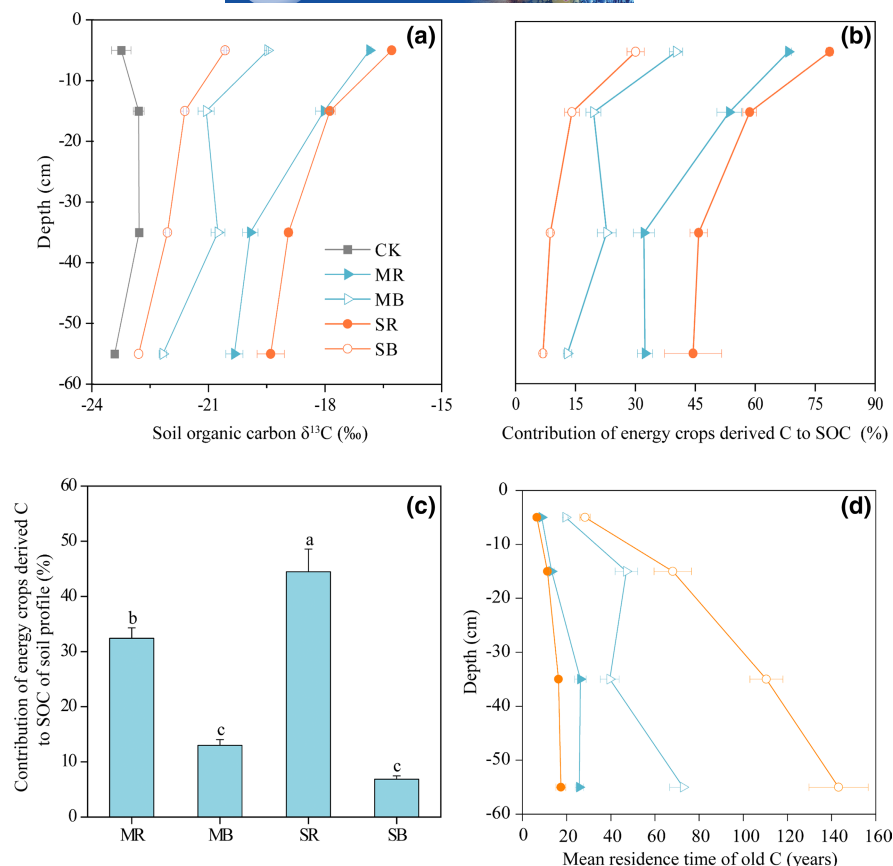 (a)
0
-10
-20
-30
-40
-50
-60
Depth (cm)
CK
MR
MB
SR
SB
-24
-21
-18
-15
Soil organic carbon δ¹³C (‰)
(b)
0
15
30
45
60
75
90
Contribution of energy crops derived C to SOC (%)
(c)
60
50
40
30
20
10
0
Contribution of energy crops derived C
to SOC of soil profile (%)
b
c
a
c
MR
MB
SR
SB
(d)
0
-10
-20
-30
-40
-50
-60
Depth (cm)
0
20
40
60
80
100
120
140
160
Mean residence time of old C (years)